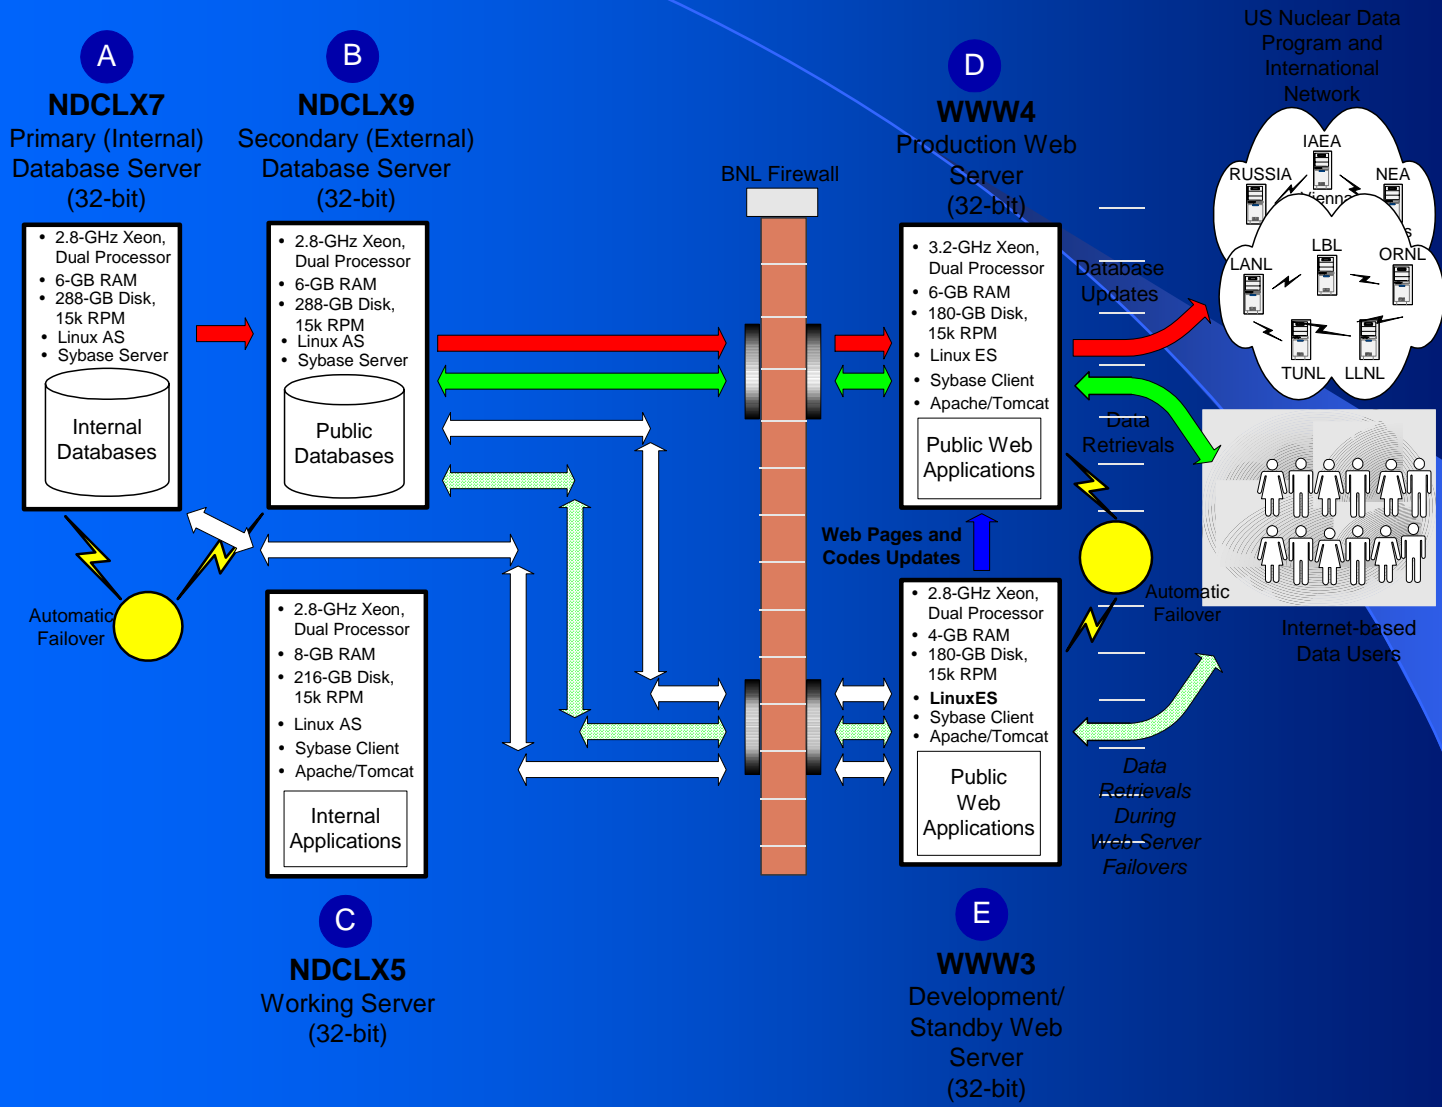 A
NDCLX7
Primary (Internal)
Database Server
(32-bit)
• 2.8-GHz Xeon,
Dual Processor
• 6-GB RAM
• 288-GB Disk,
15k RPM
• Linux AS
• Sybase Server
Internal
Databases
B
NDCLX9
Secondary (External)
Database Server
(32-bit)
• 2.8-GHz Xeon,
Dual Processor
• 6-GB RAM
• 288-GB Disk,
15k RPM
• Linux AS
• Sybase Server
Public
Databases
Automatic
Failover
• 2.8-GHz Xeon,
Dual Processor
• 8-GB RAM
• 216-GB Disk,
15k RPM
• Linux AS
• Sybase Client
• Apache/Tomcat
Internal
Applications
C
NDCLX5
Working Server
(32-bit)
BNL Firewall
D
WWW4
Production Web
Server
(32-bit)
• 3.2-GHz Xeon,
Dual Processor
• 6-GB RAM
• 180-GB Disk,
15k RPM
• Linux ES
• Sybase Client
• Apache/Tomcat
Public Web
Applications
Web Pages and
Codes Updates
• 2.8-GHz Xeon,
Dual Processor
• 4-GB RAM
• 180-GB Disk,
15k RPM
• LinuxES
• Sybase Client
• Apache/Tomcat
Public
Web
Applications
E
WWW3
Development/
Standby Web
Server
(32-bit)
Database
Updates
Data
Retrievals
Automatic
Failover
Data
Retrievals
During
Web Server
Failovers
US Nuclear Data
Program and
International
Network
IAEA
RUSSIA
NEA
Vienna
LBL
LANL
ORNL
TUNL
LLNL
Internet-based
Data Users